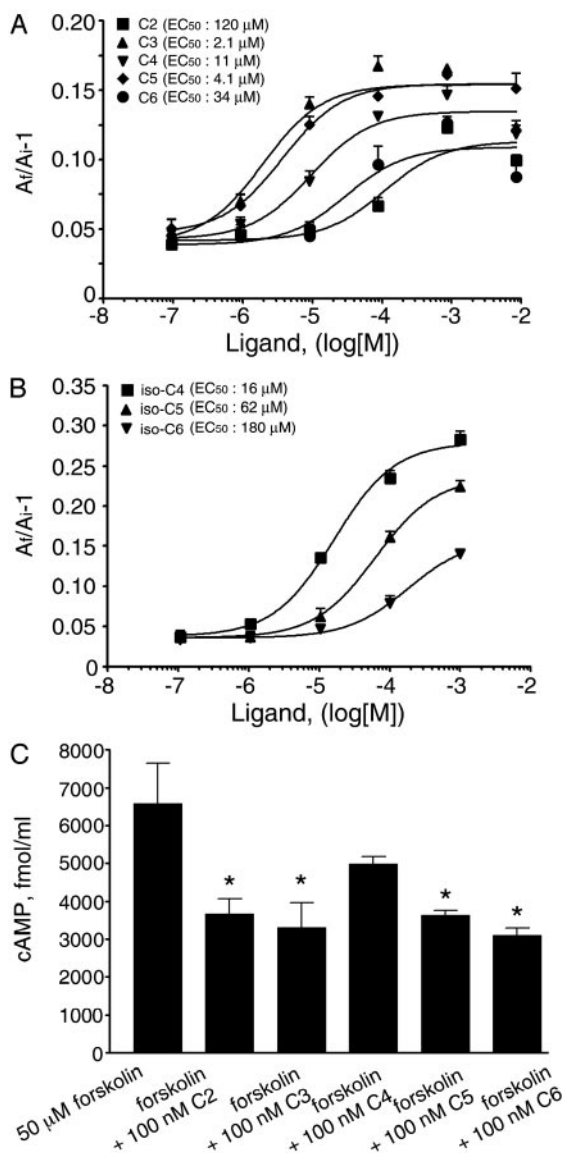 A
C2 (EC50 : 120 μM)
C3 (EC50 : 2.1 μM)
C4 (EC50 : 11 μM)
C5 (EC50 : 4.1 μM)
C6 (EC50 : 34 μM)
Af/Ai-1
0.20
0.15
0.10
0.05
0
-8 -7 -6 -5 -4 -3 -2
Ligand, (log[M])
B
iso-C4 (EC50 : 16 μM)
iso-C5 (EC50 : 62 μM)
iso-C6 (EC50 : 180 μM)
Af/Ai-1
0.35
0.30
0.25
0.20
0.15
0.10
0.05
0
-8 -7 -6 -5 -4 -3 -2 -1
Ligand, (log[M])
C
cAMP, fmol/ml
8000
7000
6000
5000
4000
3000
2000
1000
0
* * * *
50 μM forskolin
forskolin
+ 100 nM C2
forskolin
+ 100 nM C3
forskolin
+ 100 nM C4
forskolin
+ 100 nM C5
forskolin
+ 100 nM C6